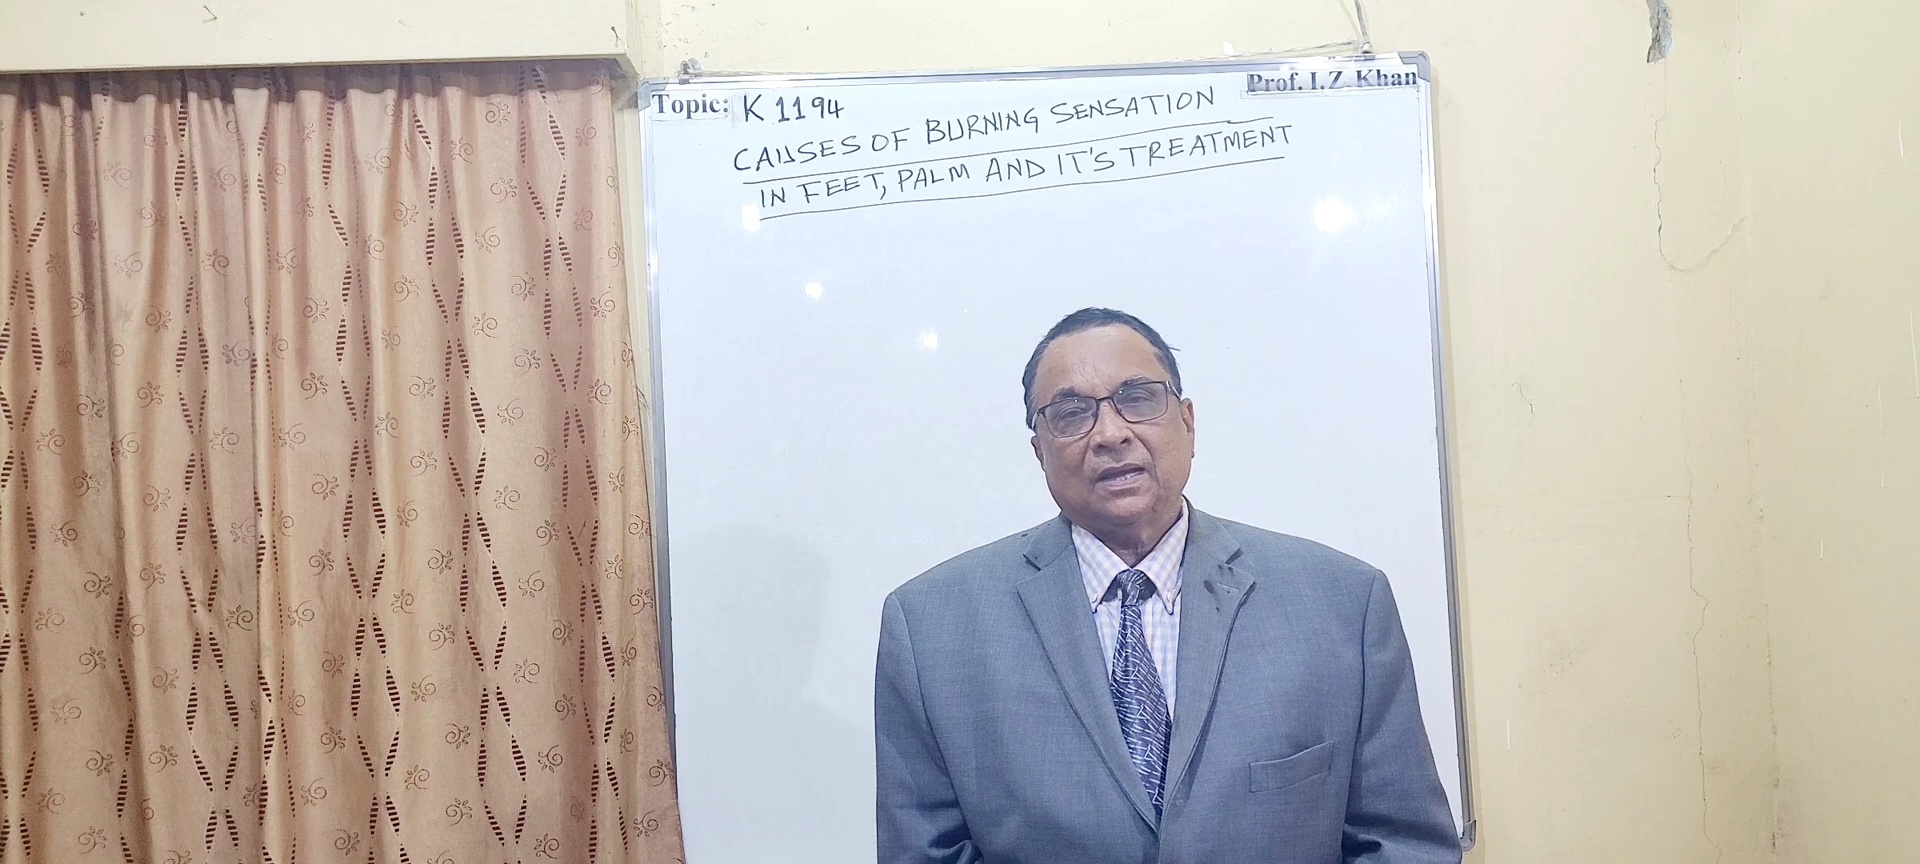 Topic: K 1194 Prof. I.Z. Khan
CAUSES OF BURNING SENSATION
IN FEET, PALM AND IT'S TREATMENT